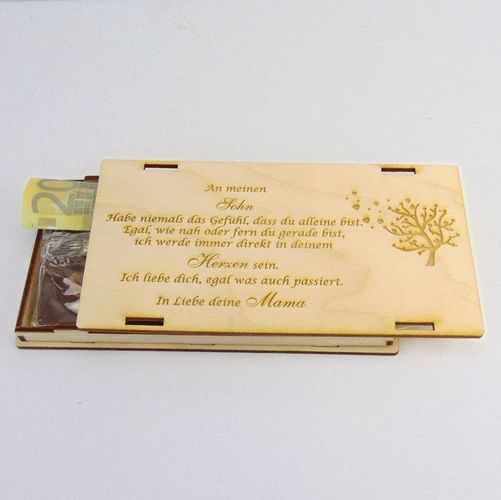 20
An meinen
Sohn
Habe niemals das Gefühl, dass du alleine bist.
Egal, wie nah oder fern du gerade bist,
ich werde immer direkt in deinem
Herzen sein.
Ich liebe dich, egal was auch passiert.
In Liebe deine Mama